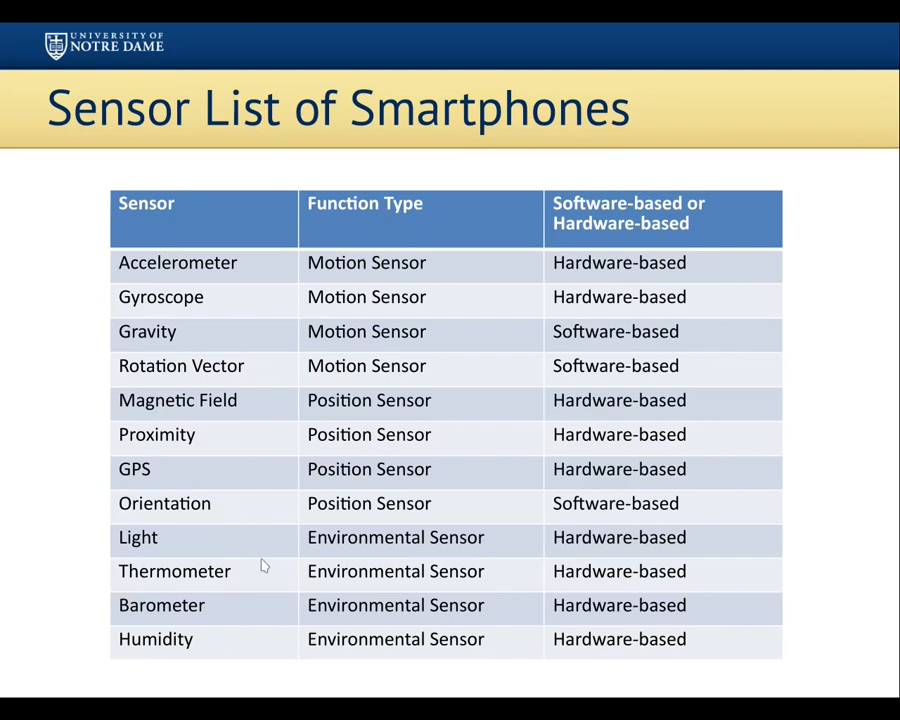 UNIVERSITY OF
NOTRE DAME
Sensor List of Smartphones
Sensor Function Type Software-based or
Hardware-based
Accelerometer Motion Sensor Hardware-based
Gyroscope Motion Sensor Hardware-based
Gravity Motion Sensor Software-based
Rotation Vector Motion Sensor Software-based
Magnetic Field Position Sensor Hardware-based
Proximity Position Sensor Hardware-based
GPS Position Sensor Hardware-based
Orientation Position Sensor Software-based
Light Environmental Sensor Hardware-based
Thermometer Environmental Sensor Hardware-based
Barometer Environmental Sensor Hardware-based
Humidity Environmental Sensor Hardware-based